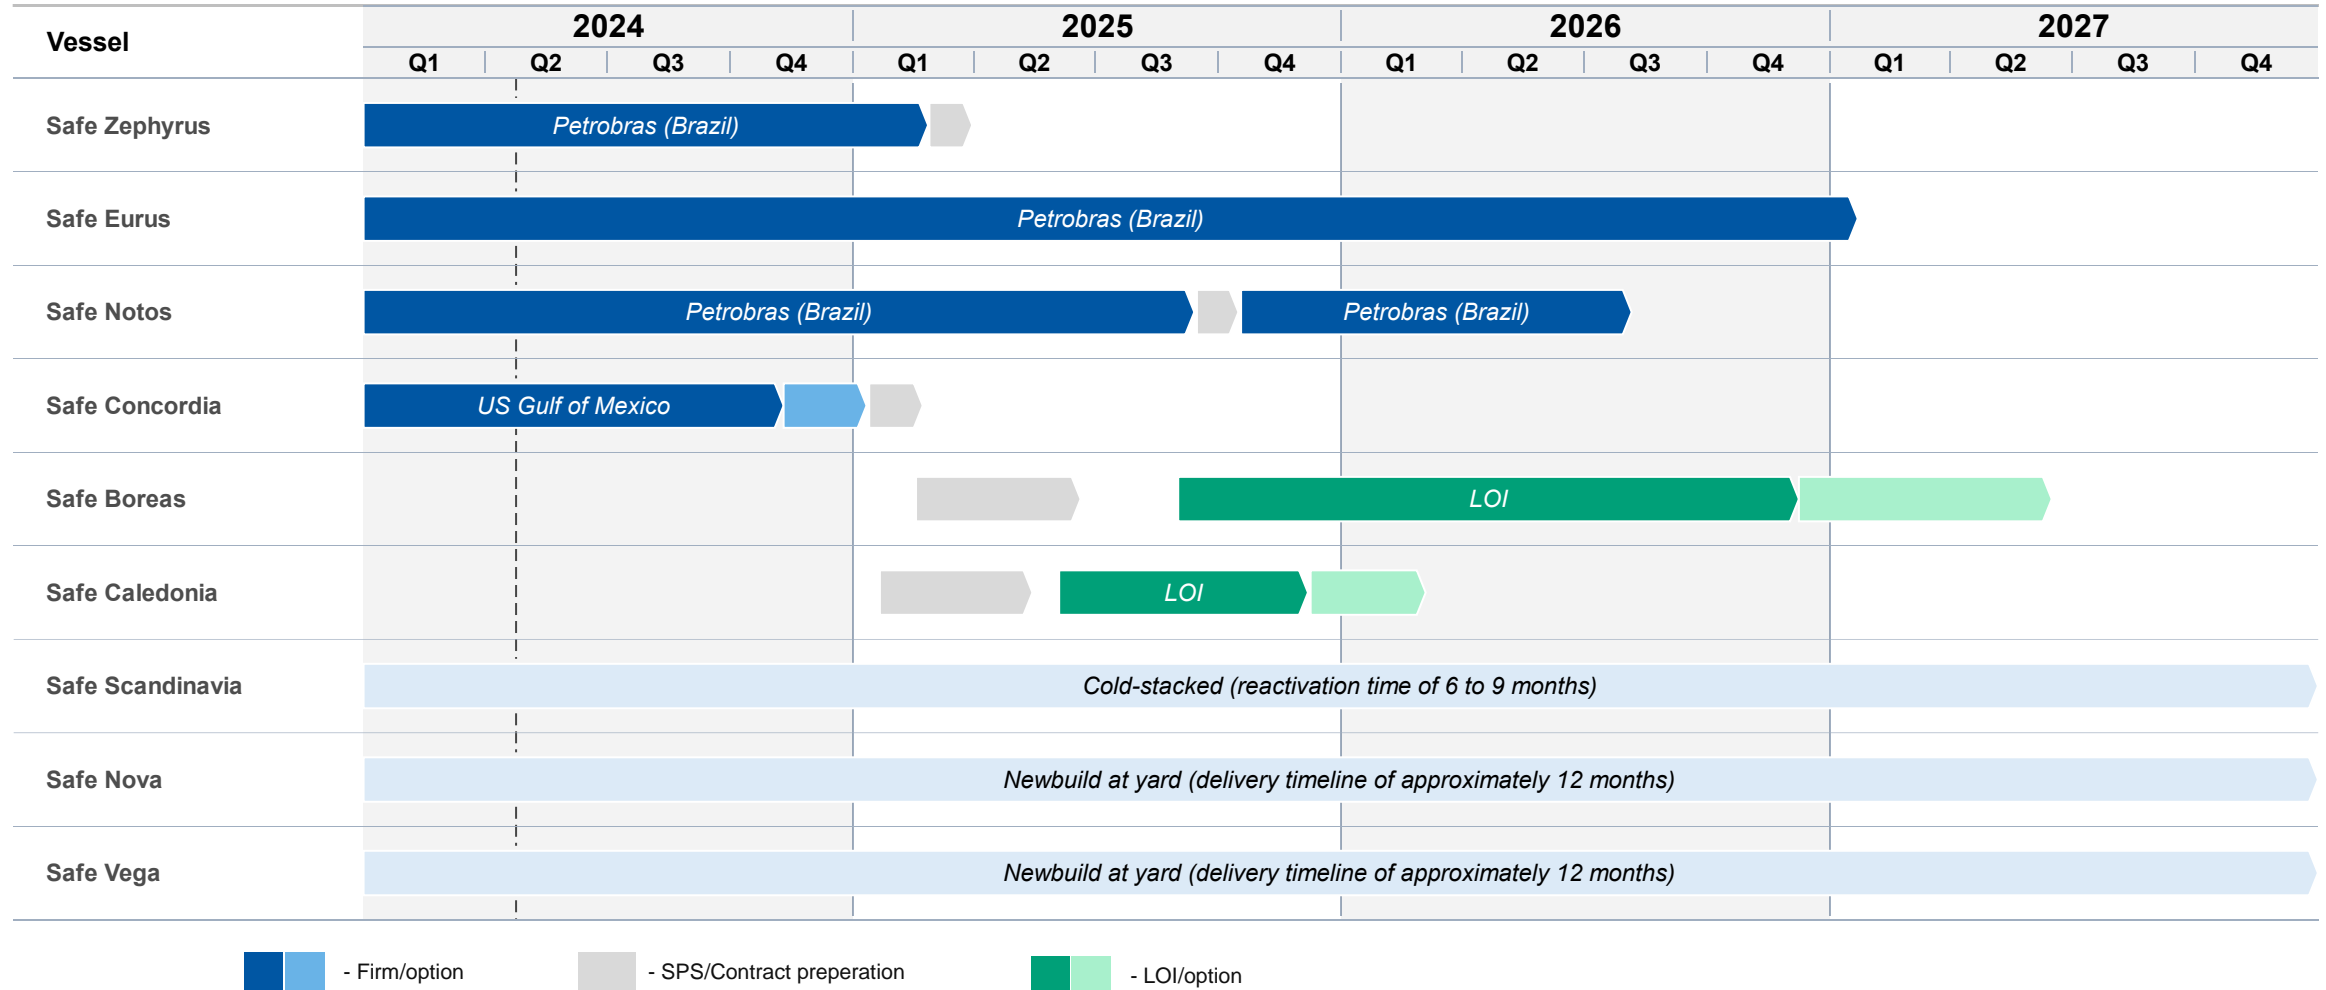 Vessel
2024 2025 2026 2027
Q1 Q2 Q3 Q4 Q1 Q2 Q3 Q4 Q1 Q2 Q3 Q4 Q1 Q2 Q3 Q4
Safe Zephyrus Petrobras (Brazil)
Safe Eurus Petrobras (Brazil)
Safe Notos Petrobras (Brazil) Petrobras (Brazil)
Safe Concordia US Gulf of Mexico
Safe Boreas LOI
Safe Caledonia LOI
Safe Scandinavia Cold-stacked (reactivation time of 6 to 9 months)
Safe Nova Newbuild at yard (delivery timeline of approximately 12 months)
Safe Vega Newbuild at yard (delivery timeline of approximately 12 months)
- Firm/option - SPS/Contract preperation - LOI/option